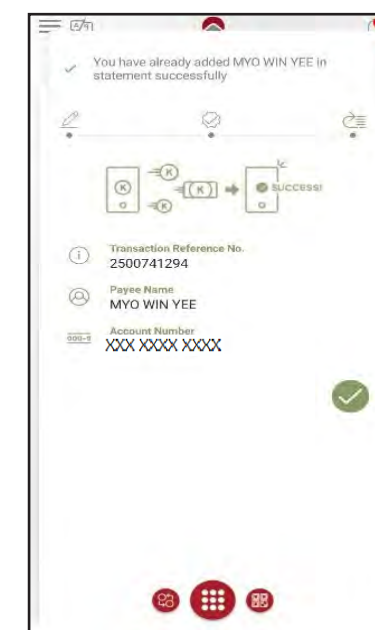 You have already added MYO WIN YEE in
statement successfully
K
K
K
K
SUCCESS!
Transaction Reference No.
2500741294
Payee Name
MYO WIN YEE
Account Number
XXX XXXX XXXX